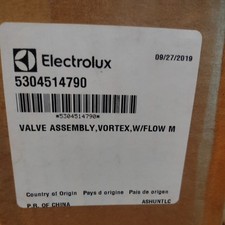 Electrolux
09/27/2019
5304514790
*5304514790*
VALVE ASSEMBLY,VORTEX,W/FLOW M
Country of Origin Pays d origine Pais de origen
P.R. OF CHINA ASHUNTLE